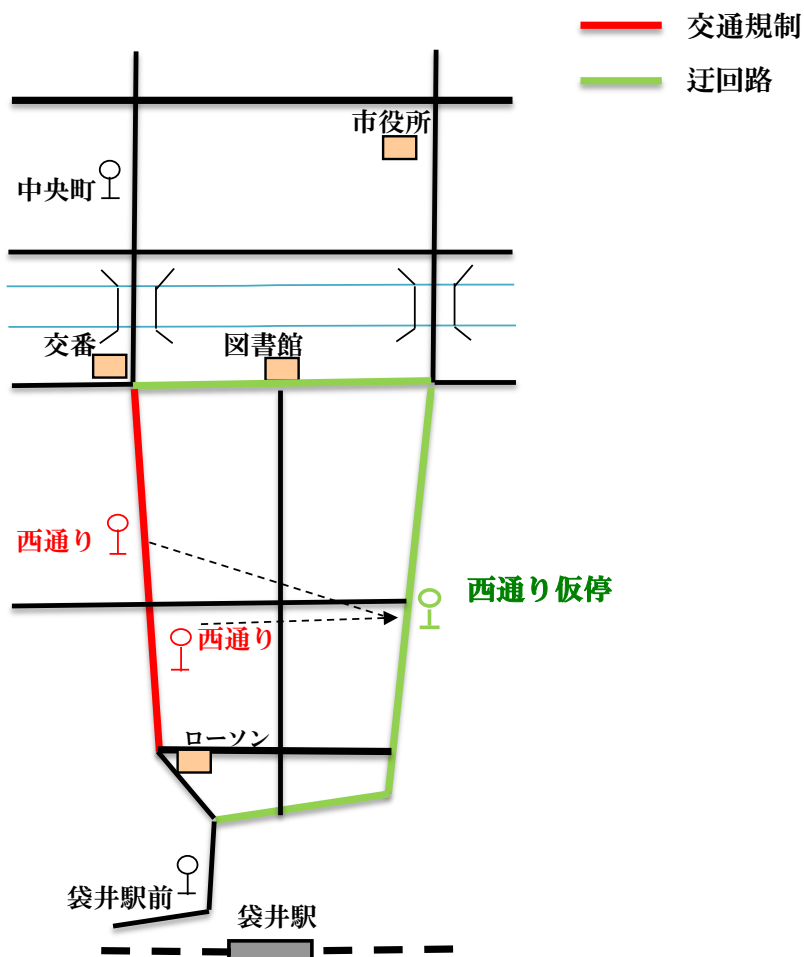 交通規制
迂回路
市役所
中央町
交番
図書館
西通り
西通り仮停
西通り
ローソン
袋井駅前
袋井駅